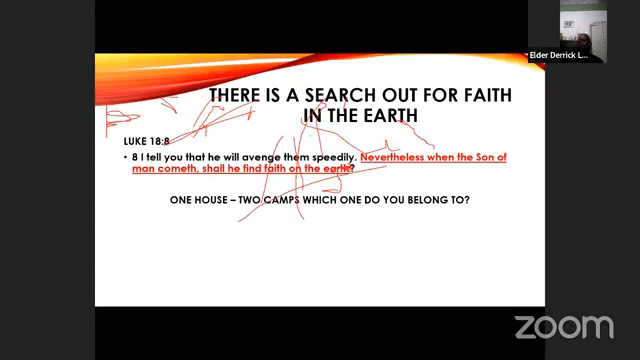 Elder Derrick L...
THERE IS A SEARCH OUT FOR FAITH
IN THE EARTH
LUKE 18:8
• 8 I tell you that he will avenge them speedily. Nevertheless when the Son of
man cometh, shall he find faith on the earth?
ONE HOUSE – TWO CAMPS WHICH ONE DO YOU BELONG TO?
zoom